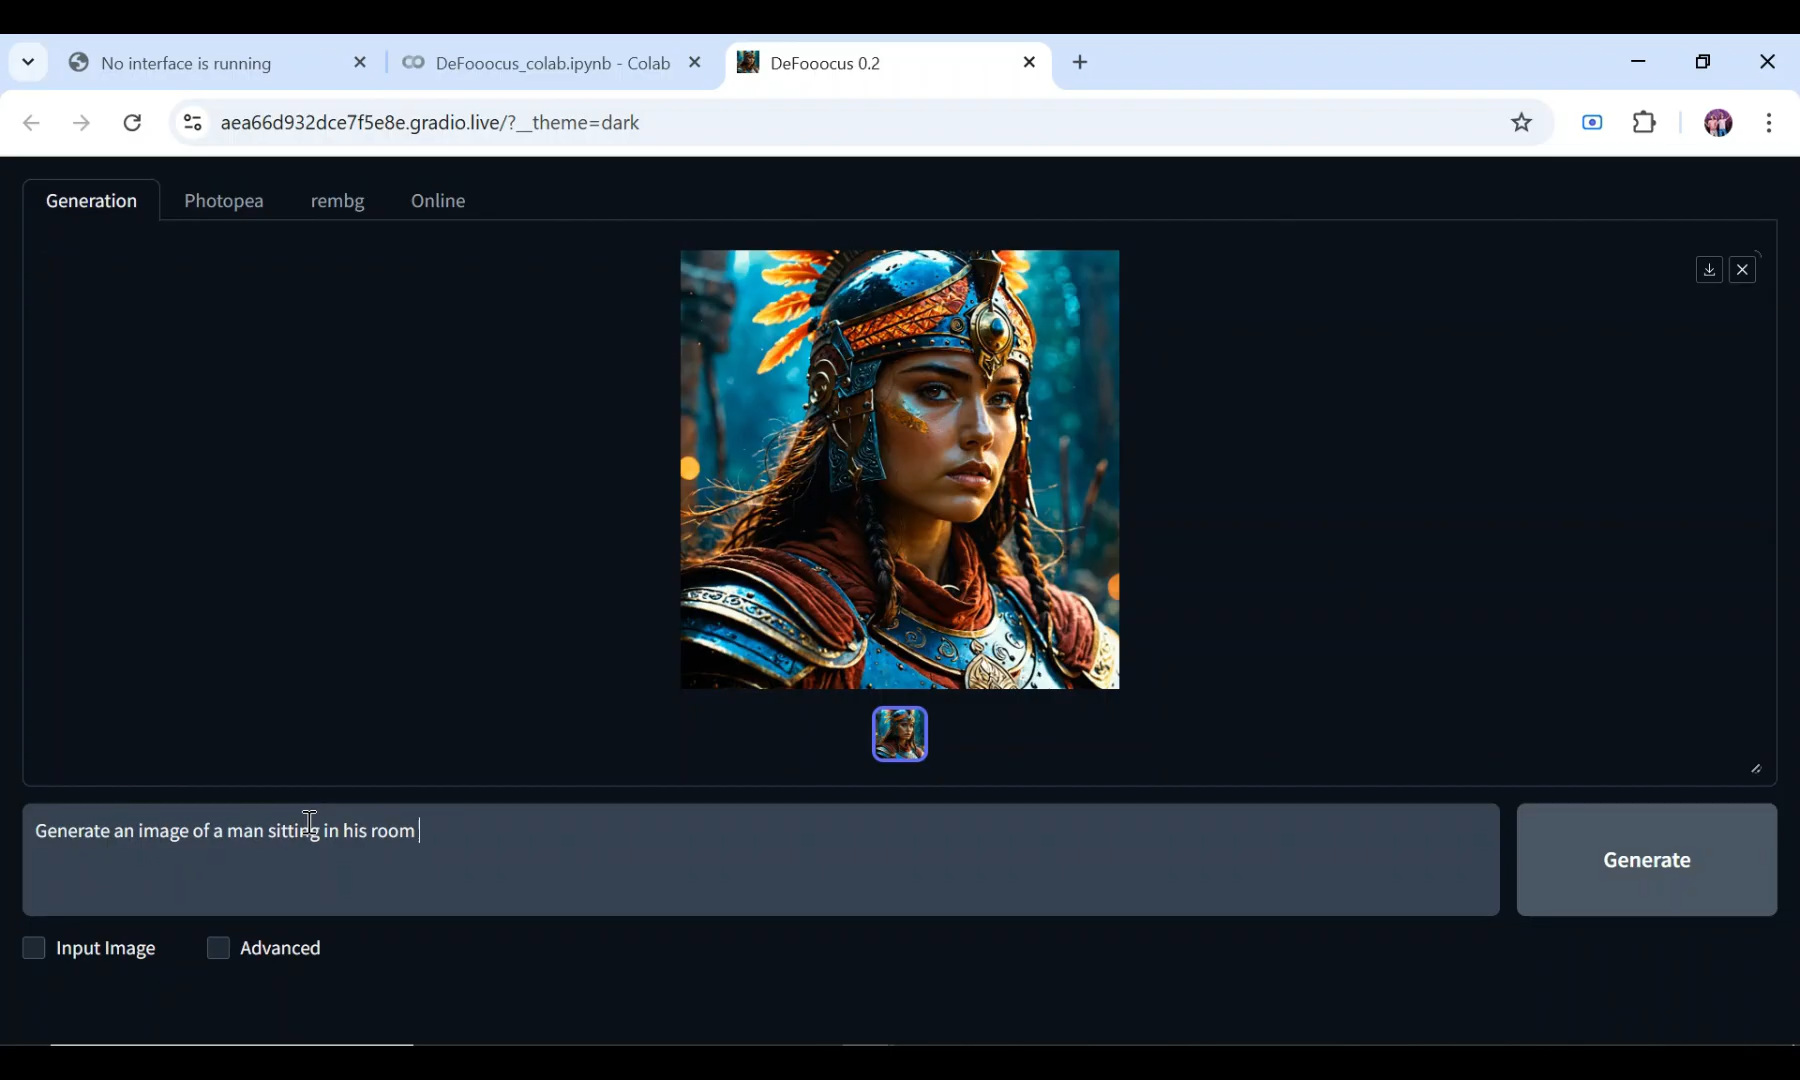 No interface is running
DeFooocus_colab.ipynb - Colab
DeFooocus 0.2
aea66d932dce7f5e8e.gradio.live/?__theme=dark
Generation
Photopea
rembg
Online
Generate an image of a man sitting in his room
Generate
Input Image
Advanced